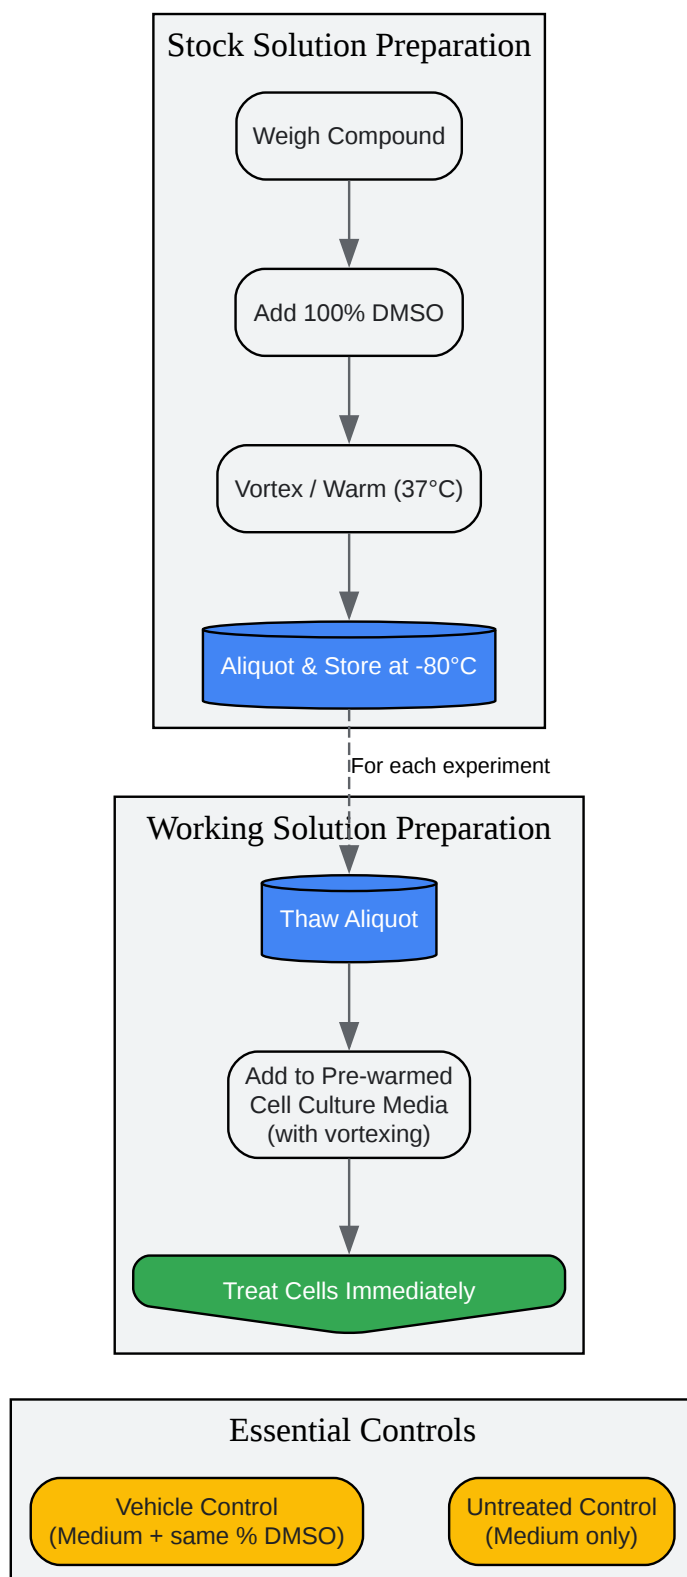 Stock Solution Preparation
Weigh Compound
Add 100% DMSO
Vortex / Warm (37°C)
Aliquot & Store at -80°C
For each experiment
Working Solution Preparation
Thaw Aliquot
Add to Pre-warmed
Cell Culture Media
(with vortexing)
Treat Cells Immediately
Essential Controls
Vehicle Control
(Medium + same % DMSO)
Untreated Control
(Medium only)